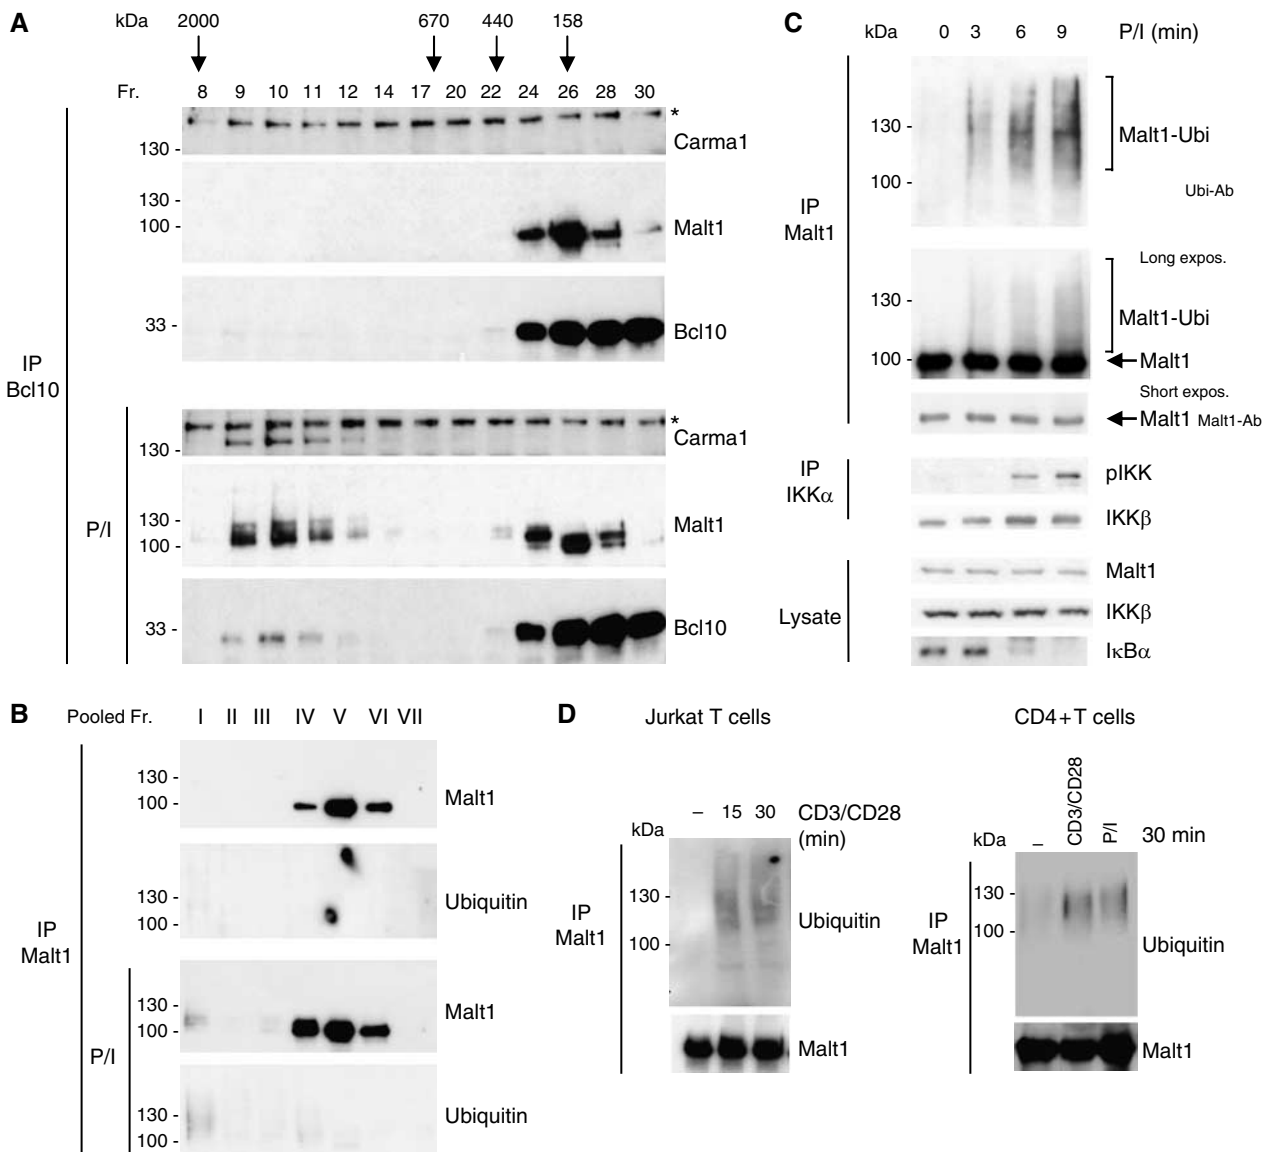 A
kDa 2000 670 440 158
Fr. 8 9 10 11 12 14 17 20 22 24 26 28 30
*
130 - Carma1
130 -
100 - Malt1
33 - Bcl10
IP
Bcl10
*
130 - Carma1
P/I
130 -
100 - Malt1
33 - Bcl10
B
Pooled Fr. I II III IV V VI VII
130 -
100 - Malt1
130 -
100 - Ubiquitin
IP
Malt1
130 -
100 - Malt1
P/I
130 -
100 - Ubiquitin
C
kDa 0 3 6 9 P/I (min)
130 - Malt1-Ubi
100 -
Ubi-Ab
IP
Malt1
Long expos.
130 - Malt1-Ubi
100 - Malt1
Short expos.
Malt1 Malt1-Ab
IP
IKKα
pIKK
IKKβ
Lysate
Malt1
IKKβ
IκBα
D
Jurkat T cells
– 15 30 CD3/CD28
(min)
kDa
130 -
100 -
IP
Malt1
Ubiquitin
Malt1
CD4+T cells
– CD3/CD28 P/I 30 min
kDa
130 -
100 -
IP
Malt1
Ubiquitin
Malt1